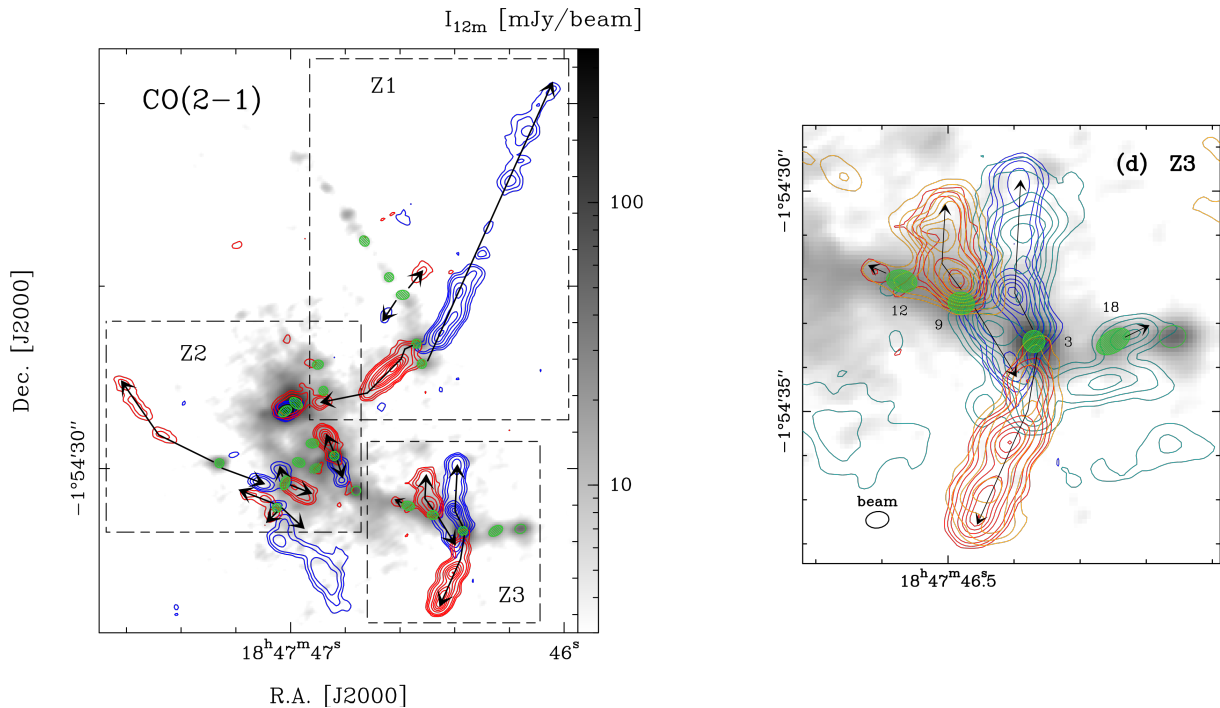 I₁₂ₘ [mJy/beam]
CO(2−1)
Z1
100
Z2
10
Z3
Dec. [J2000]
−1°54′30″
18ʰ47ᵐ47ˢ
46ˢ
R.A. [J2000]
(d) Z3
−1°54′30″
12
9
3
18
−1°54′35″
beam
18ʰ47ᵐ46.5ˢ